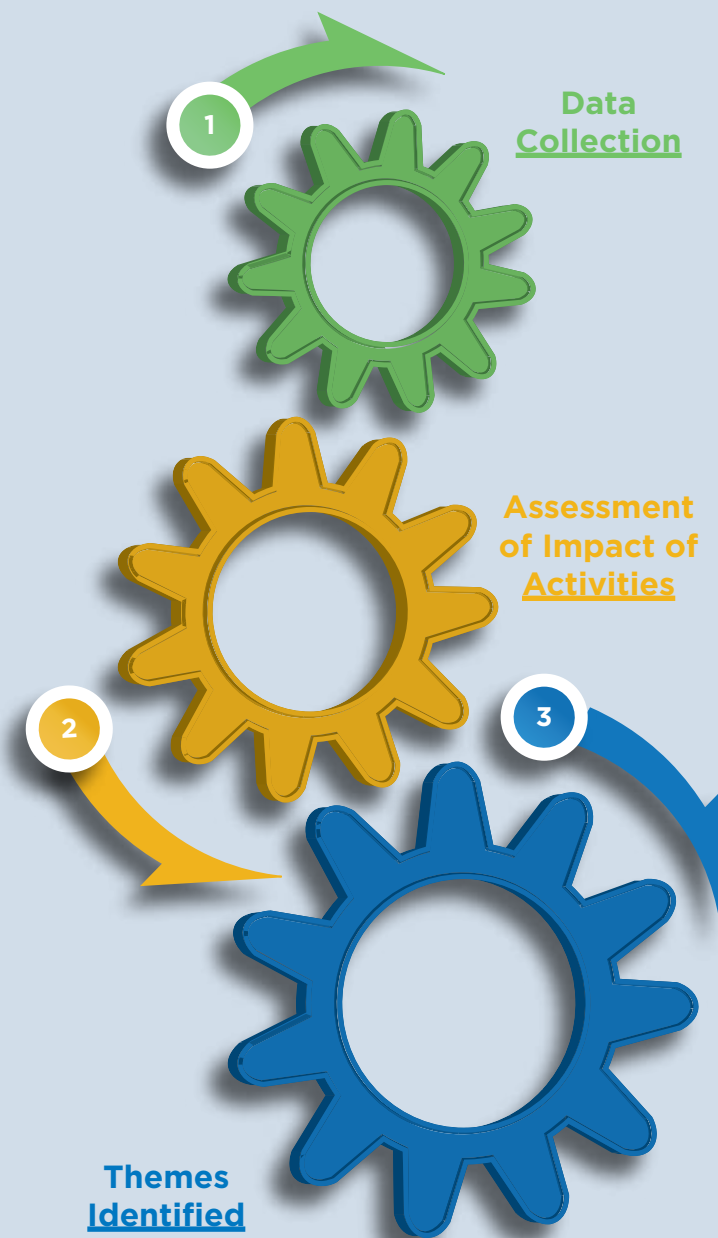 1
Data
Collection
Assessment
of Impact of
Activities
2
3
Themes
Identified